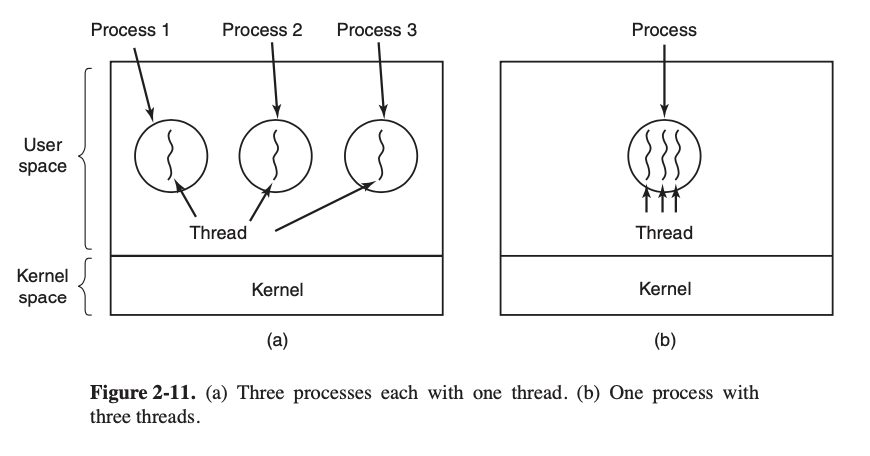 Process 1
Process 2
Process 3
Process
User
space
Thread
Thread
Kernel
space
Kernel
Kernel
(a)
(b)
Figure 2-11. (a) Three processes each with one thread. (b) One process with
three threads.